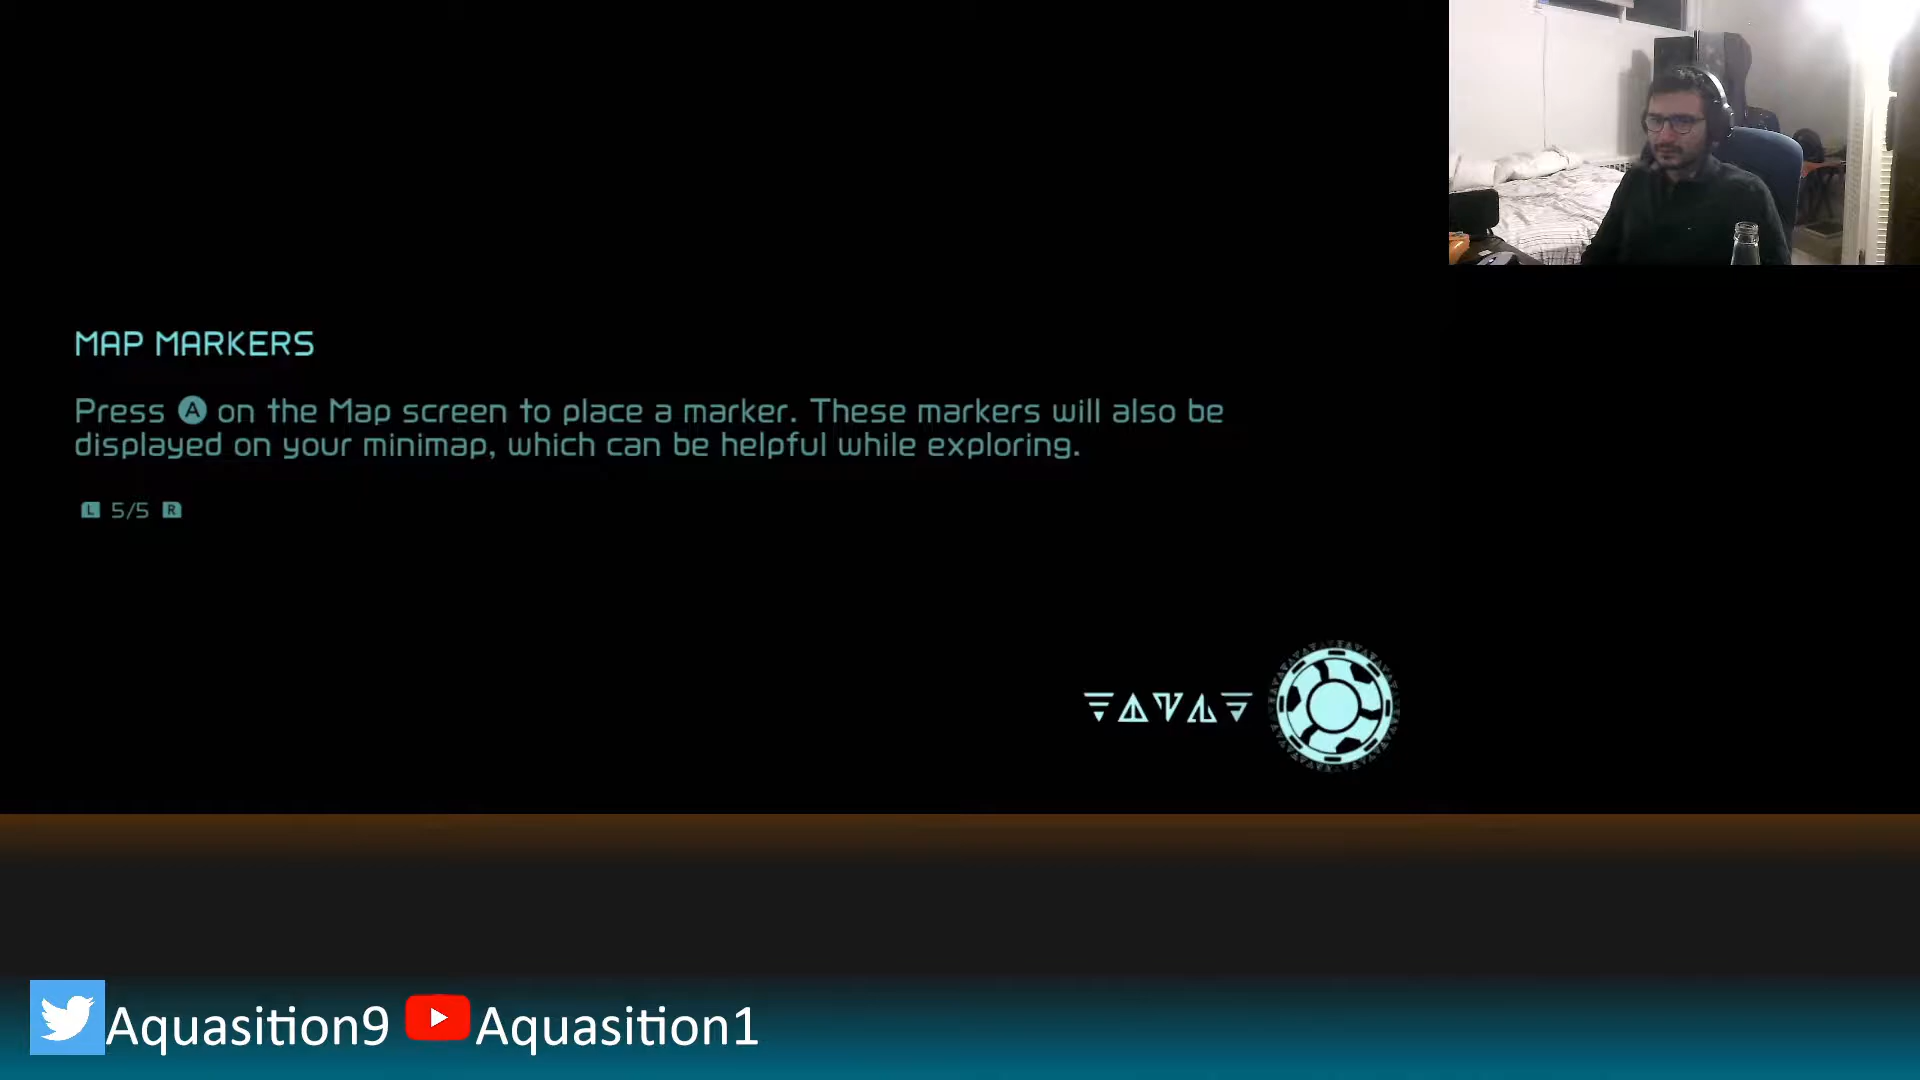 MAP MARKERS
Press A on the Map screen to place a marker. These markers will also be
displayed on your minimap, which can be helpful while exploring.
L 5/5 R
Aquasition9 Aquasition1